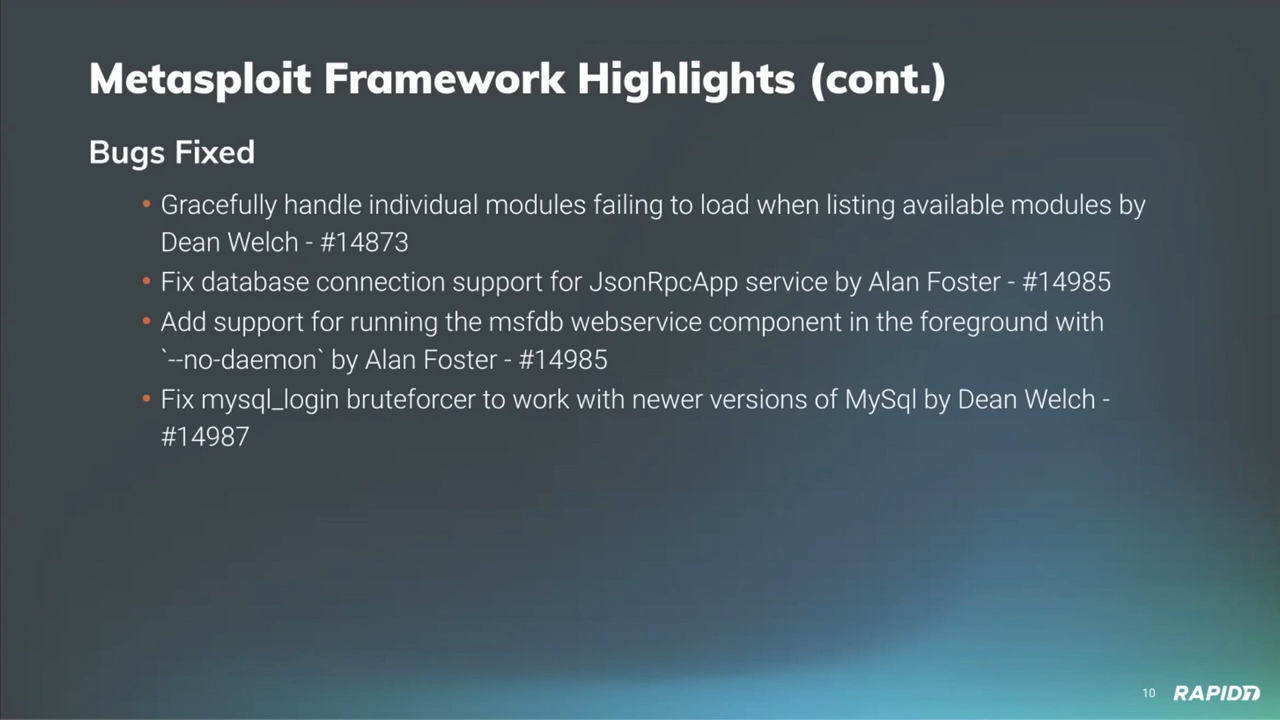 Metasploit Framework Highlights (cont.)
Bugs Fixed
• Gracefully handle individual modules failing to load when listing available modules by
Dean Welch - #14873
• Fix database connection support for JsonRpcApp service by Alan Foster - #14985
• Add support for running the msfdb webservice component in the foreground with
`--no-daemon` by Alan Foster - #14985
• Fix mysql_login bruteforcer to work with newer versions of MySql by Dean Welch -
#14987
10 RAPID7